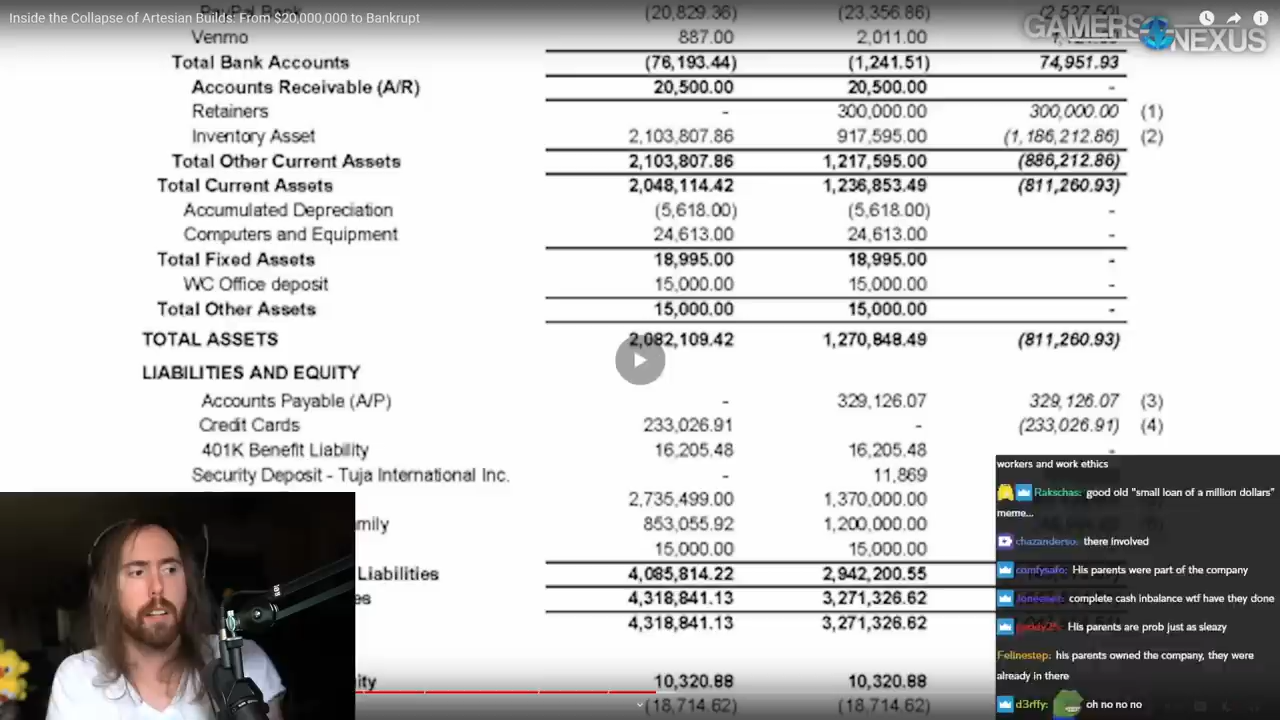 Inside the Collapse of Artesian Builds: From $20,000,000 to Bankrupt
GAMERS NEXUS
(20,829.36) (23,356.86)
Venmo 887.00 2,011.00
Total Bank Accounts (76,193.44) (1,241.51) 74,951.93
Accounts Receivable (A/R) 20,500.00 20,500.00 -
Retainers - 300,000.00 300,000.00 (1)
Inventory Asset 2,103,807.86 917,595.00 (1,186,212.86) (2)
Total Other Current Assets 2,103,807.86 1,217,595.00 (886,212.86)
Total Current Assets 2,048,114.42 1,236,853.49 (811,260.93)
Accumulated Depreciation (5,618.00) (5,618.00) -
Computers and Equipment 24,613.00 24,613.00 -
Total Fixed Assets 18,995.00 18,995.00 -
WC Office deposit 15,000.00 15,000.00 -
Total Other Assets 15,000.00 15,000.00 -
TOTAL ASSETS 2,082,109.42 1,270,848.49 (811,260.93)
LIABILITIES AND EQUITY
Accounts Payable (A/P) - 329,126.07 329,126.07 (3)
Credit Cards 233,026.91 - (233,026.91) (4)
401K Benefit Liability 16,205.48 16,205.48 -
Security Deposit - Tuja International Inc. - 11,869
2,735,499.00 1,370,000.00
mily 853,055.92 1,200,000.00
15,000.00 15,000.00
Liabilities 4,085,814.22 2,942,200.55
es 4,318,841.13 3,271,326.62
4,318,841.13 3,271,326.62
ity 10,320.88 10,320.88
(18,714.62) (18,714.62)
workers and work ethics
Rakschas: good old "small loan of a million dollars"
meme...
chazanderso: there involved
comfysafo: His parents were part of the company
complete cash inbalance wtf have they done
His parents are prob just as sleazy
Felinestep: his parents owned the company, they were
already in there
d3rffy: oh no no no